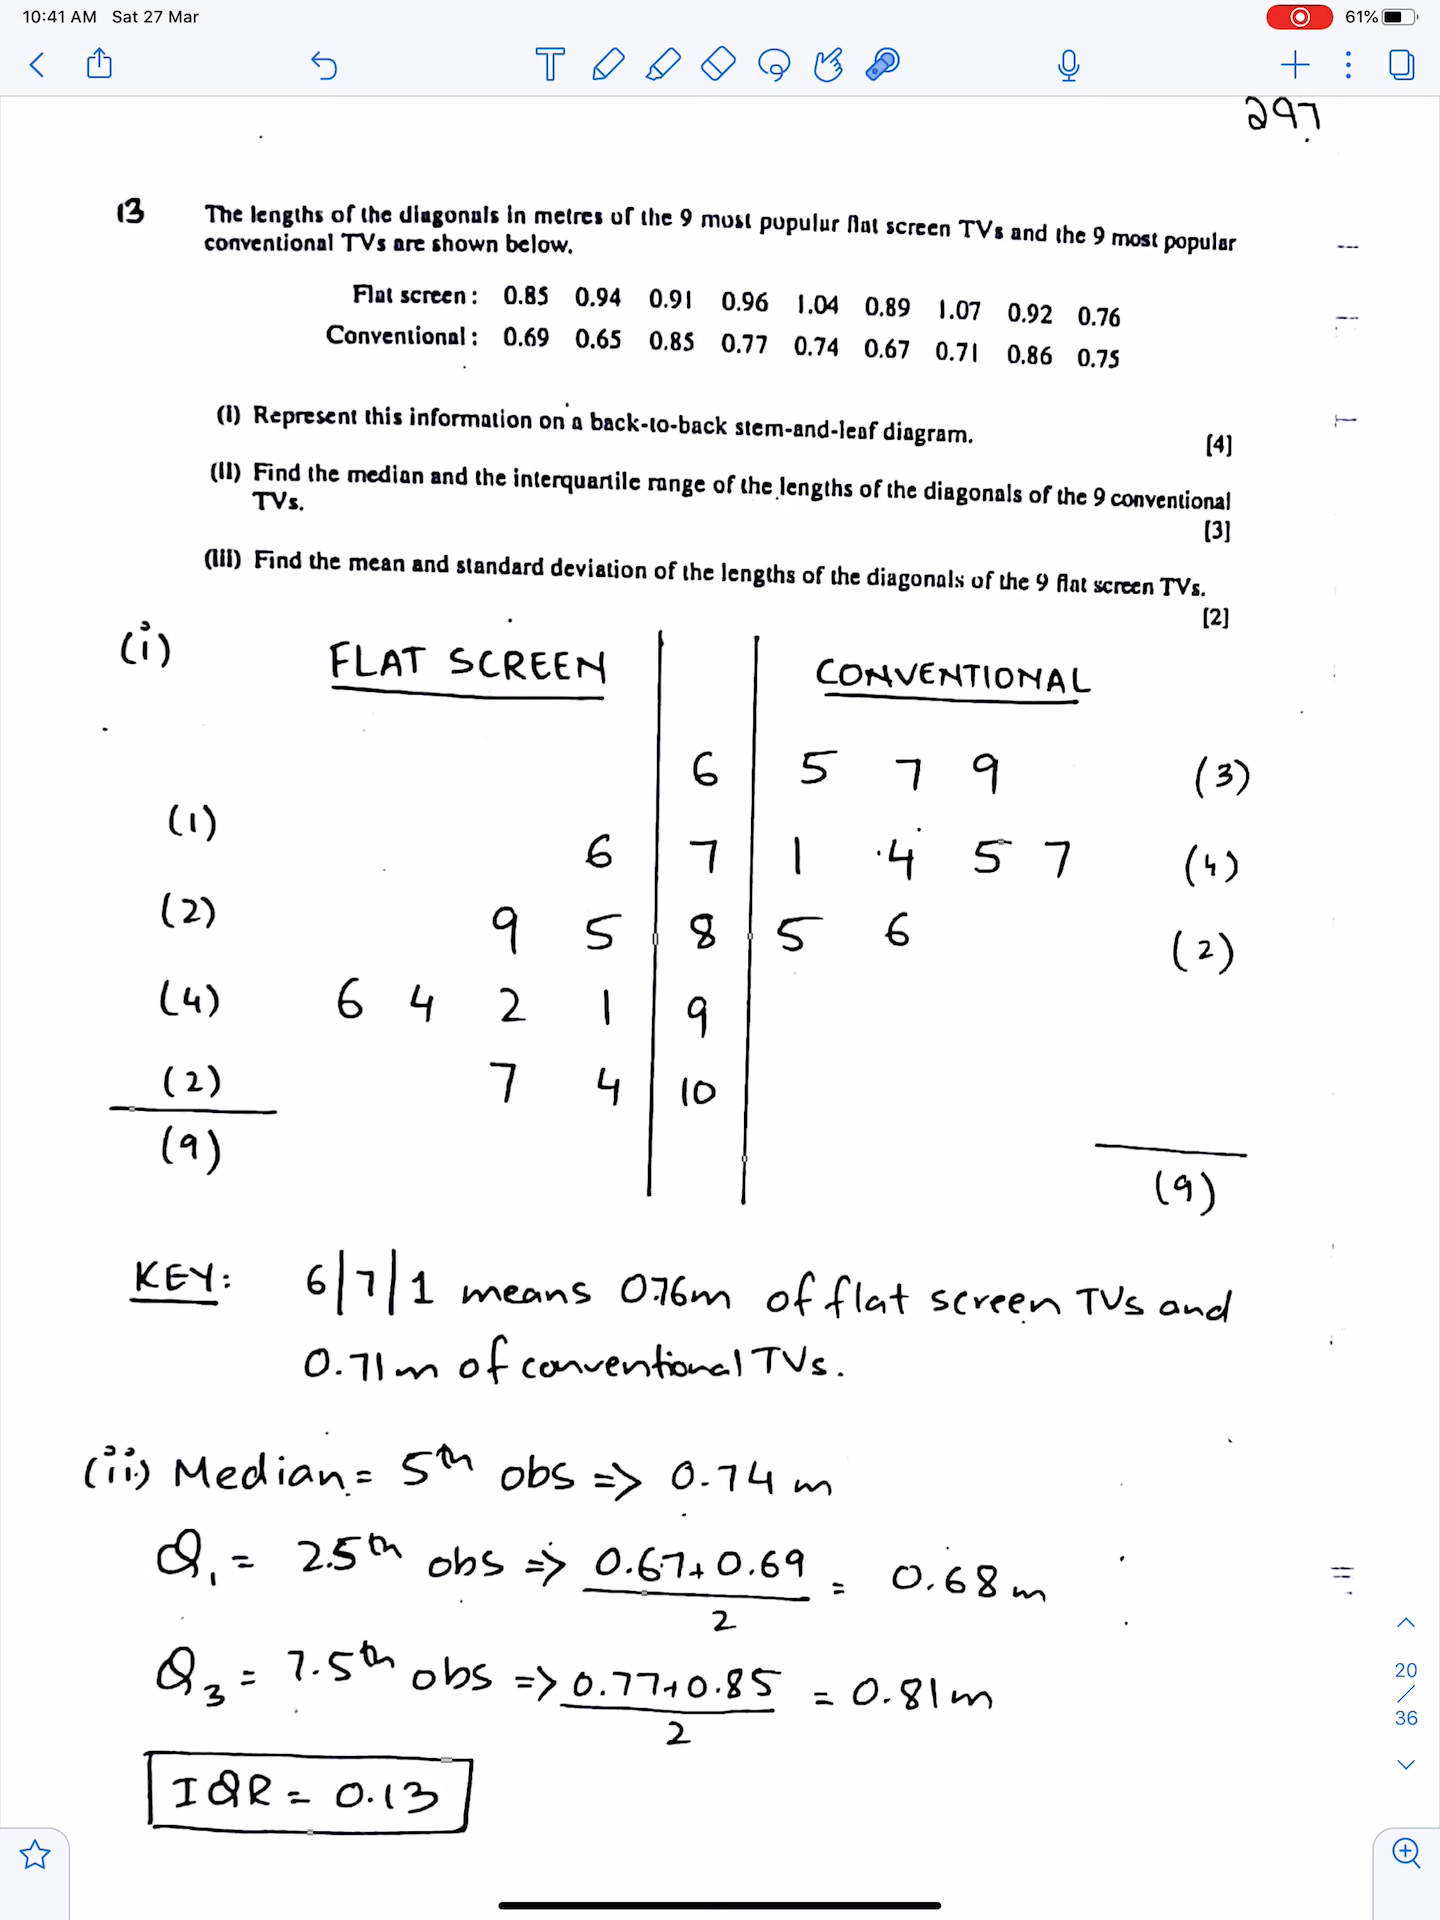 10:41 AM Sat 27 Mar
61%
297
13 The lengths of the diagonals in metres of the 9 most popular flat screen TVs and the 9 most popular
conventional TVs are shown below.
Flat screen : 0.85 0.94 0.91 0.96 1.04 0.89 1.07 0.92 0.76
Conventional : 0.69 0.65 0.85 0.77 0.74 0.67 0.71 0.86 0.75
(i) Represent this information on a back-to-back stem-and-leaf diagram. [4]
(ii) Find the median and the interquartile range of the lengths of the diagonals of the 9 conventional
TVs. [3]
(iii) Find the mean and standard deviation of the lengths of the diagonals of the 9 flat screen TVs.
[2]
(i) FLAT SCREEN CONVENTIONAL
6 5 7 9 (3)
(1) 6 7 1 4 5 7 (4)
(2) 9 5 8 5 6 (2)
(4) 6 4 2 1 9
(2) 7 4 10
(9) (9)
KEY: 6|7|1 means 0.76m of flat screen TVs and
0.71m of conventional TVs.
(ii) Median = 5th obs => 0.74 m
Q1 = 2.5th obs => 0.67+0.69 = 0.68 m
2
Q3 = 7.5th obs => 0.77+0.85 = 0.81m
2
IQR = 0.13
20
/
36